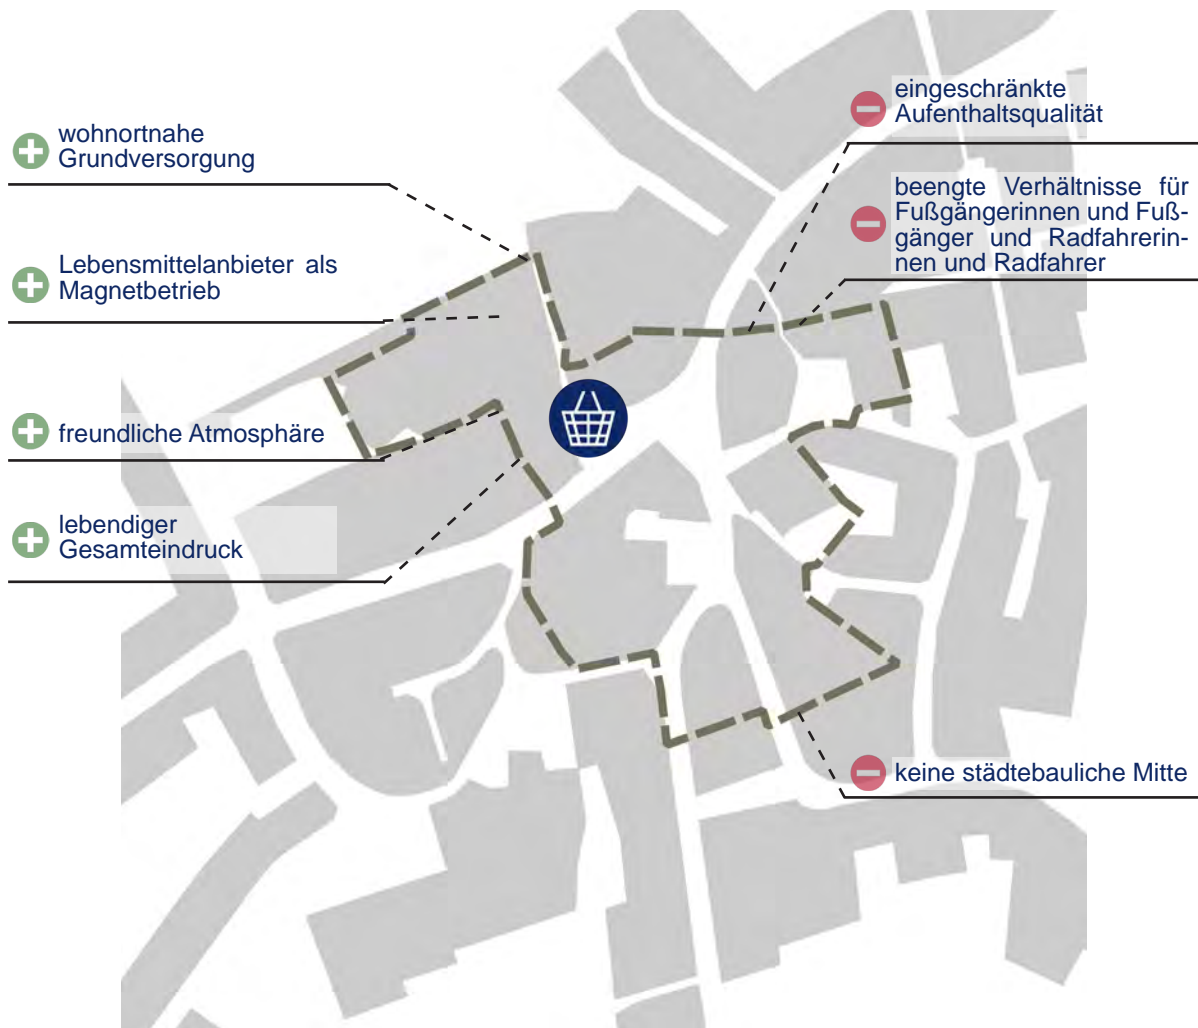 wohnortnahe
Grundversorgung
Lebensmittelanbieter als
Magnetbetrieb
freundliche Atmosphäre
lebendiger
Gesamteindruck
eingeschränkte
Aufenthaltsqualität
beengte Verhältnisse für
Fußgängerinnen und Fuß-
gänger und Radfahrerin-
nen und Radfahrer
keine städtebauliche Mitte